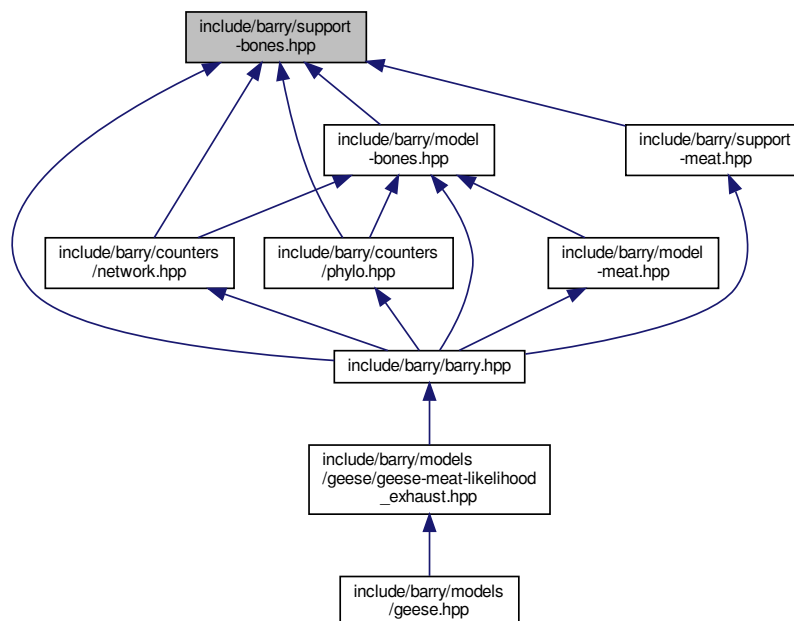 include/barry/support
-bones.hpp
include/barry/model
-bones.hpp
include/barry/support
-meat.hpp
include/barry/counters
/network.hpp
include/barry/counters
/phylo.hpp
include/barry/model
-meat.hpp
include/barry/barry.hpp
include/barry/models
/geese/geese-meat-likelihood
_exhaust.hpp
include/barry/models
/geese.hpp